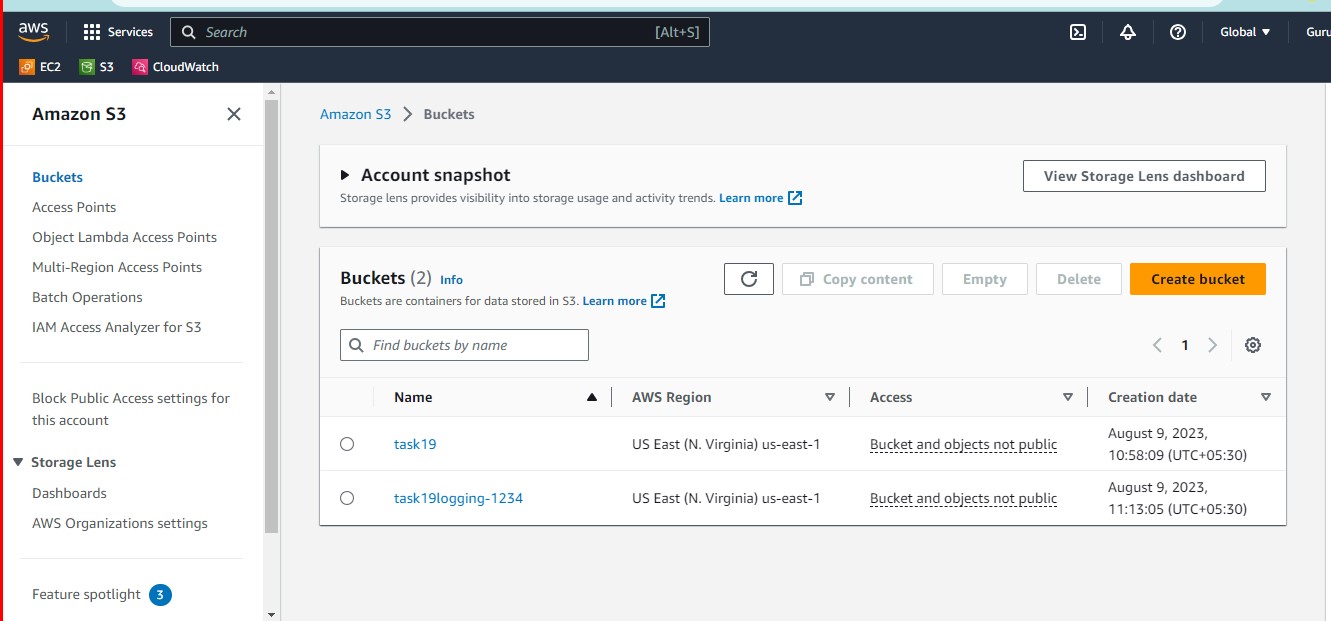 aws
Services
Search [Alt+S]
Global
Guru
EC2 S3 CloudWatch
Amazon S3
Buckets
Access Points
Object Lambda Access Points
Multi-Region Access Points
Batch Operations
IAM Access Analyzer for S3
Block Public Access settings for
this account
Storage Lens
Dashboards
AWS Organizations settings
Feature spotlight 3
Amazon S3 > Buckets
Account snapshot
Storage lens provides visibility into storage usage and activity trends. Learn more
View Storage Lens dashboard
Buckets (2) Info
Buckets are containers for data stored in S3. Learn more
Copy content Empty Delete Create bucket
Find buckets by name
1
Name AWS Region Access Creation date
task19 US East (N. Virginia) us-east-1 Bucket and objects not public August 9, 2023,
10:58:09 (UTC+05:30)
task19logging-1234 US East (N. Virginia) us-east-1 Bucket and objects not public August 9, 2023,
11:13:05 (UTC+05:30)